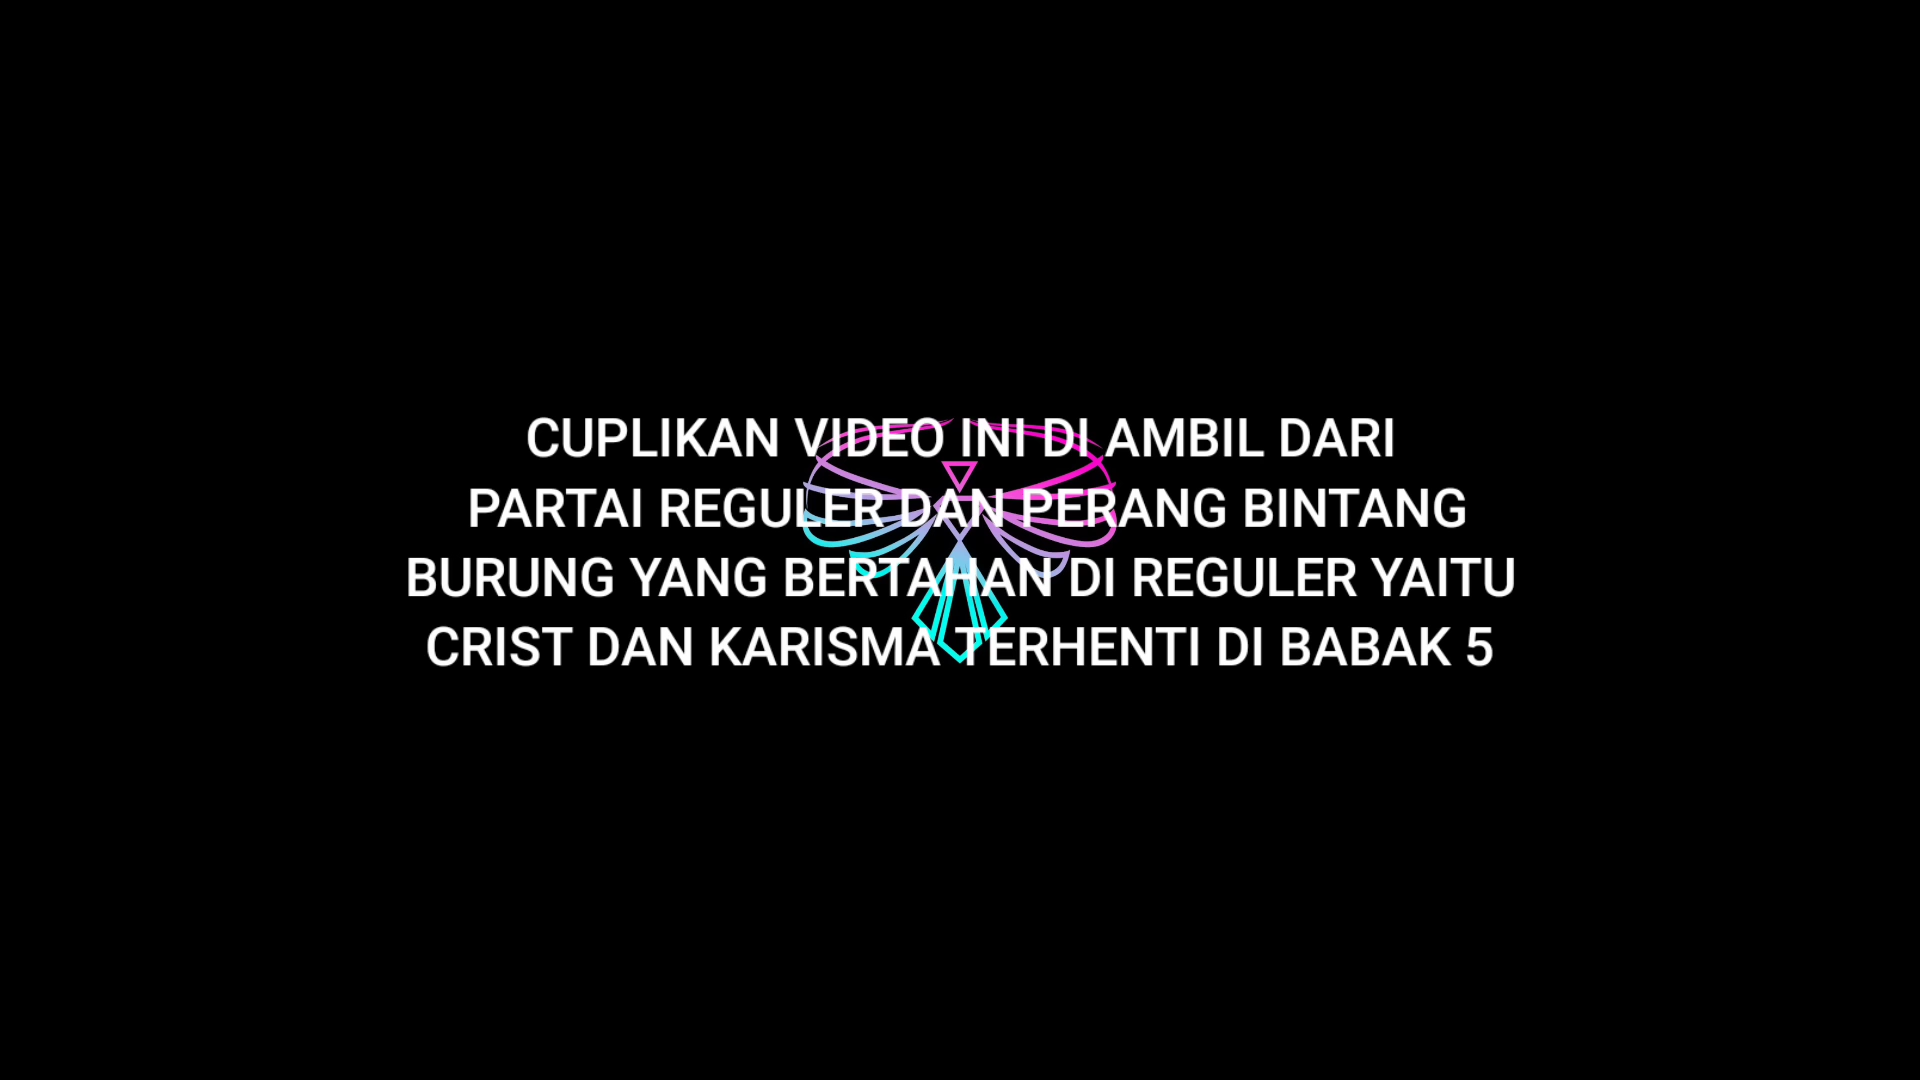 CUPLIKAN VIDEO INI DI AMBIL DARI
PARTAI REGULER DAN PERANG BINTANG
BURUNG YANG BERTAHAN DI REGULER YAITU
CRIST DAN KARISMA TERHENTI DI BABAK 5